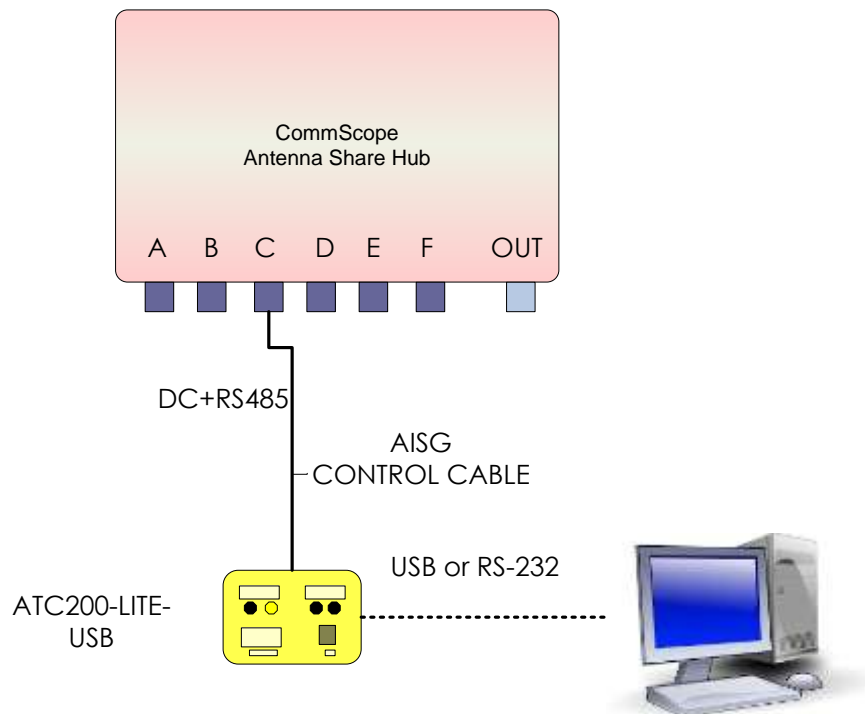 CommScope
Antenna Share Hub
A B C D E F OUT
DC+RS485
AISG
CONTROL CABLE
USB or RS-232
ATC200-LITE-
USB